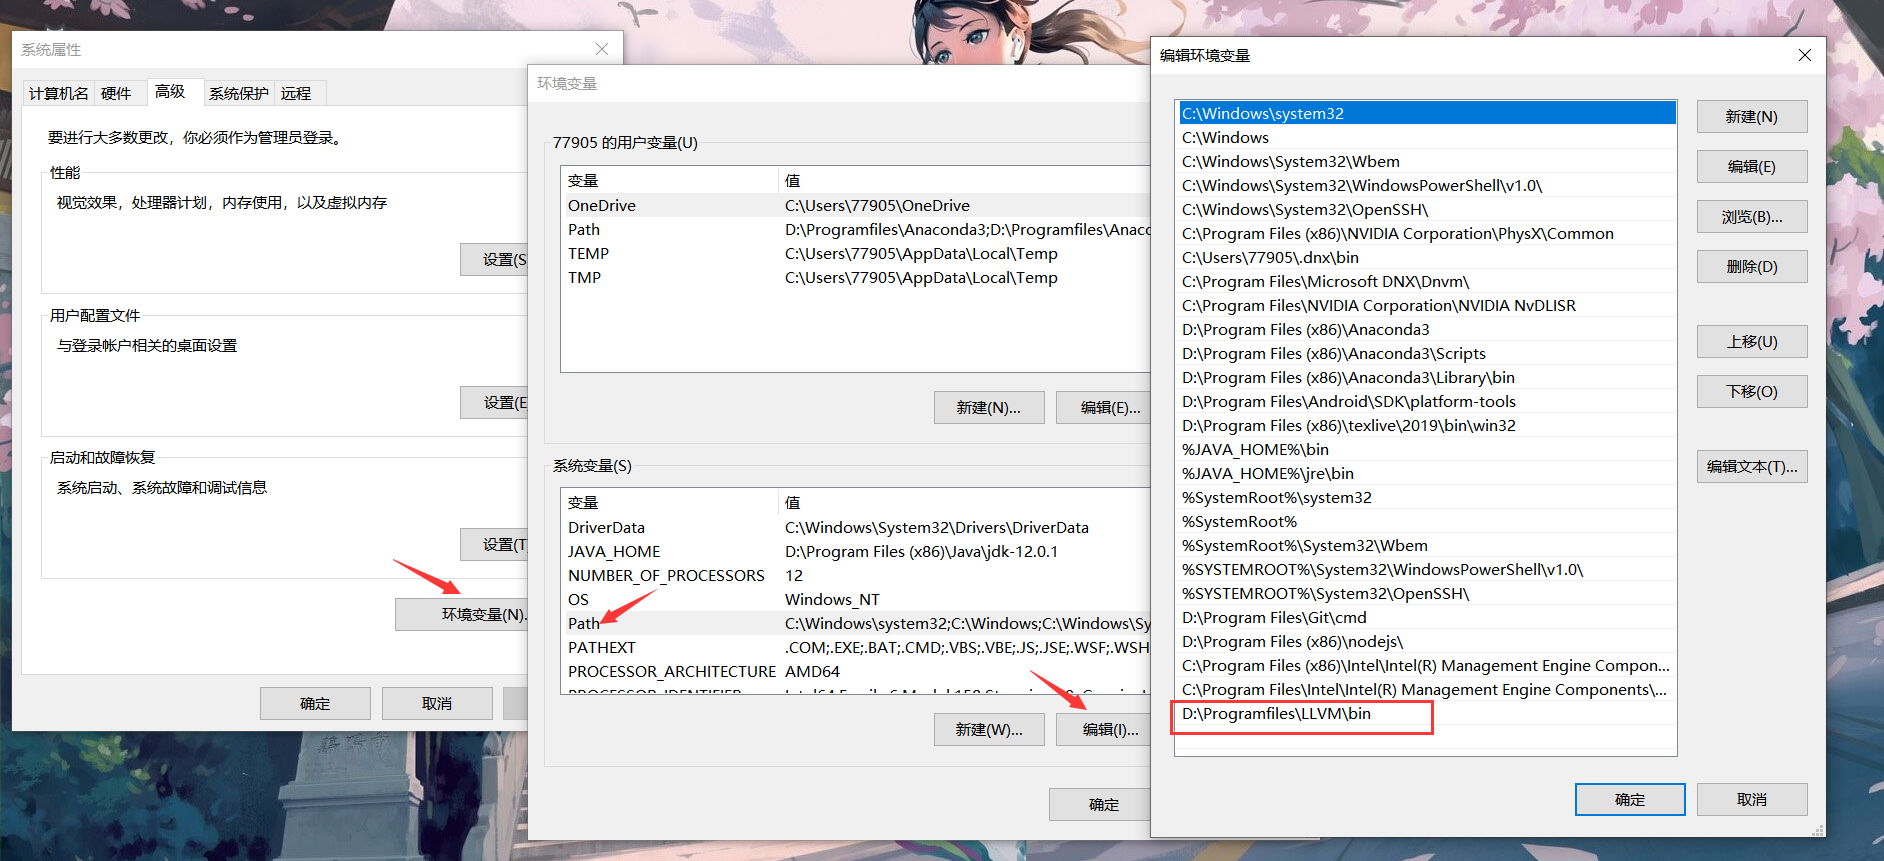 系统属性
计算机名
硬件
高级
系统保护
远程
要进行大多数更改，你必须作为管理员登录。
性能
视觉效果，处理器计划，内存使用，以及虚拟内存
设置(S
用户配置文件
与登录帐户相关的桌面设置
设置(E
启动和故障恢复
系统启动、系统故障和调试信息
设置(T
环境变量(N).
确定
取消
环境变量
77905 的用户变量(U)
变量 值
OneDrive C:\Users\77905\OneDrive
Path D:\Programfiles\Anaconda3;D:\Programfiles\Anaco
TEMP C:\Users\77905\AppData\Local\Temp
TMP C:\Users\77905\AppData\Local\Temp
新建(N)...
编辑(E)...
系统变量(S)
变量 值
DriverData C:\Windows\System32\Drivers\DriverData
JAVA_HOME D:\Program Files (x86)\Java\jdk-12.0.1
NUMBER_OF_PROCESSORS 12
OS Windows_NT
Path C:\Windows\system32;C:\Windows;C:\Windows\Sy
PATHEXT .COM;.EXE;.BAT;.CMD;.VBS;.VBE;.JS;.JSE;.WSF;.WSH
PROCESSOR_ARCHITECTURE AMD64
新建(W)...
编辑(I)...
确定
编辑环境变量
C:\Windows\system32
C:\Windows
C:\Windows\System32\Wbem
C:\Windows\System32\WindowsPowerShell\v1.0\
C:\Windows\System32\OpenSSH\
C:\Program Files (x86)\NVIDIA Corporation\PhysX\Common
C:\Users\77905\.dnx\bin
C:\Program Files\Microsoft DNX\Dnvm\
C:\Program Files\NVIDIA Corporation\NVIDIA NvDLISR
D:\Program Files (x86)\Anaconda3
D:\Program Files (x86)\Anaconda3\Scripts
D:\Program Files (x86)\Anaconda3\Library\bin
D:\Program Files\Android\SDK\platform-tools
D:\Program Files (x86)\texlive\2019\bin\win32
%JAVA_HOME%\bin
%JAVA_HOME%\jre\bin
%SystemRoot%\system32
%SystemRoot%
%SystemRoot%\System32\Wbem
%SYSTEMROOT%\System32\WindowsPowerShell\v1.0\
%SYSTEMROOT%\System32\OpenSSH\
D:\Program Files\Git\cmd
D:\Program Files (x86)\nodejs\
C:\Program Files (x86)\Intel\Intel(R) Management Engine Compon...
C:\Program Files\Intel\Intel(R) Management Engine Components\...
D:\Programfiles\LLVM\bin
新建(N)
编辑(E)
浏览(B)...
删除(D)
上移(U)
下移(O)
编辑文本(T)...
确定
取消